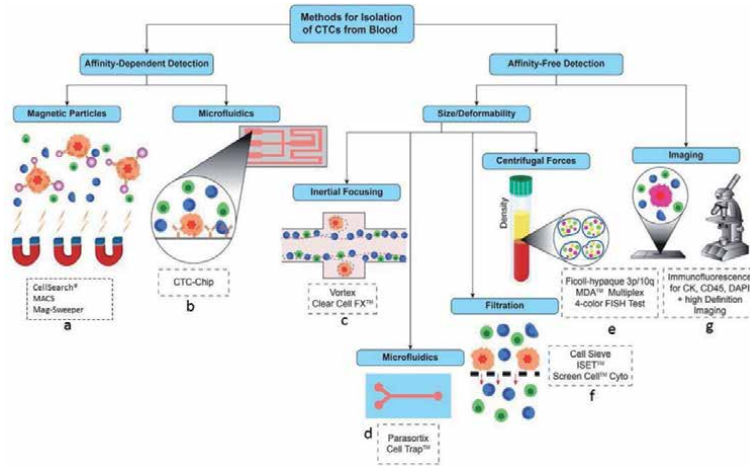 Methods for Isolation
of CTCs from Blood
Affinity-Dependent Detection
Affinity-Free Detection
Magnetic Particles
Microfluidics
Size/Deformability
Centrifugal Forces
Imaging
Inertial Focusing
Density
CTC-Chip
CellSearch®
MACS
Mag-Sweeper
a
b
Vortex
Clear Cell FX™
c
Ficoll-hypaque 3p/10q
MDA™ Multiplex
4-color FISH Test
e
Immunofluorescence
for CK, CD45, DAPI
+ high Definition
Imaging
g
Filtration
Cell Sieve
ISET™
Screen Cell™ Cyto
f
Microfluidics
d
Parasortix
Cell Trap™